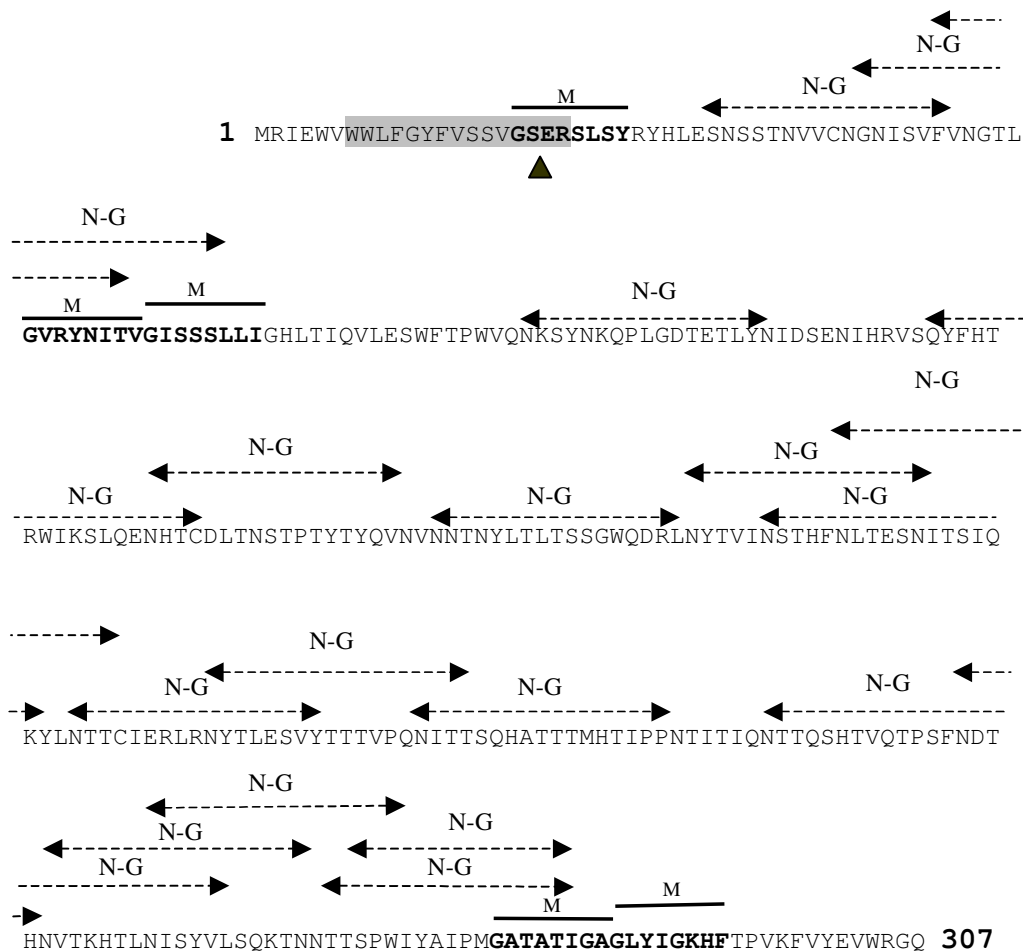 N-G
N-G
M
1 MRIEWVWWLFGYFVSSVGSERSLSYRYHLESNSSTNVVCNGNISVFVNGTL
N-G
M M
N-G
GVRYNITVGISSSLLIGHLTIQVLESWFTPWVQNKSYNKQPLGDTETLYNIDSENIHRVSQYFHT
N-G
N-G
N-G
N-G N-G N-G
RWIKSLQENHTCDLTNSTPTYTYQVNVNNTNYLTLTSSGWQDRLNYTVINSTHFNLTESNITSIQ
N-G
N-G N-G N-G
KYLNTTCIERLRNYTLESVYTTTVPQNITTSQHATTTMHTIPPNTITIQNTTQSHTVQTPSFNDT
N-G
N-G N-G
N-G N-G
M M
HNVTKHTLNISYVLSQKTNNTTSPWIYAIPMGATATIGAGLYIGKHFTPVKFVYEVWRGQ 307